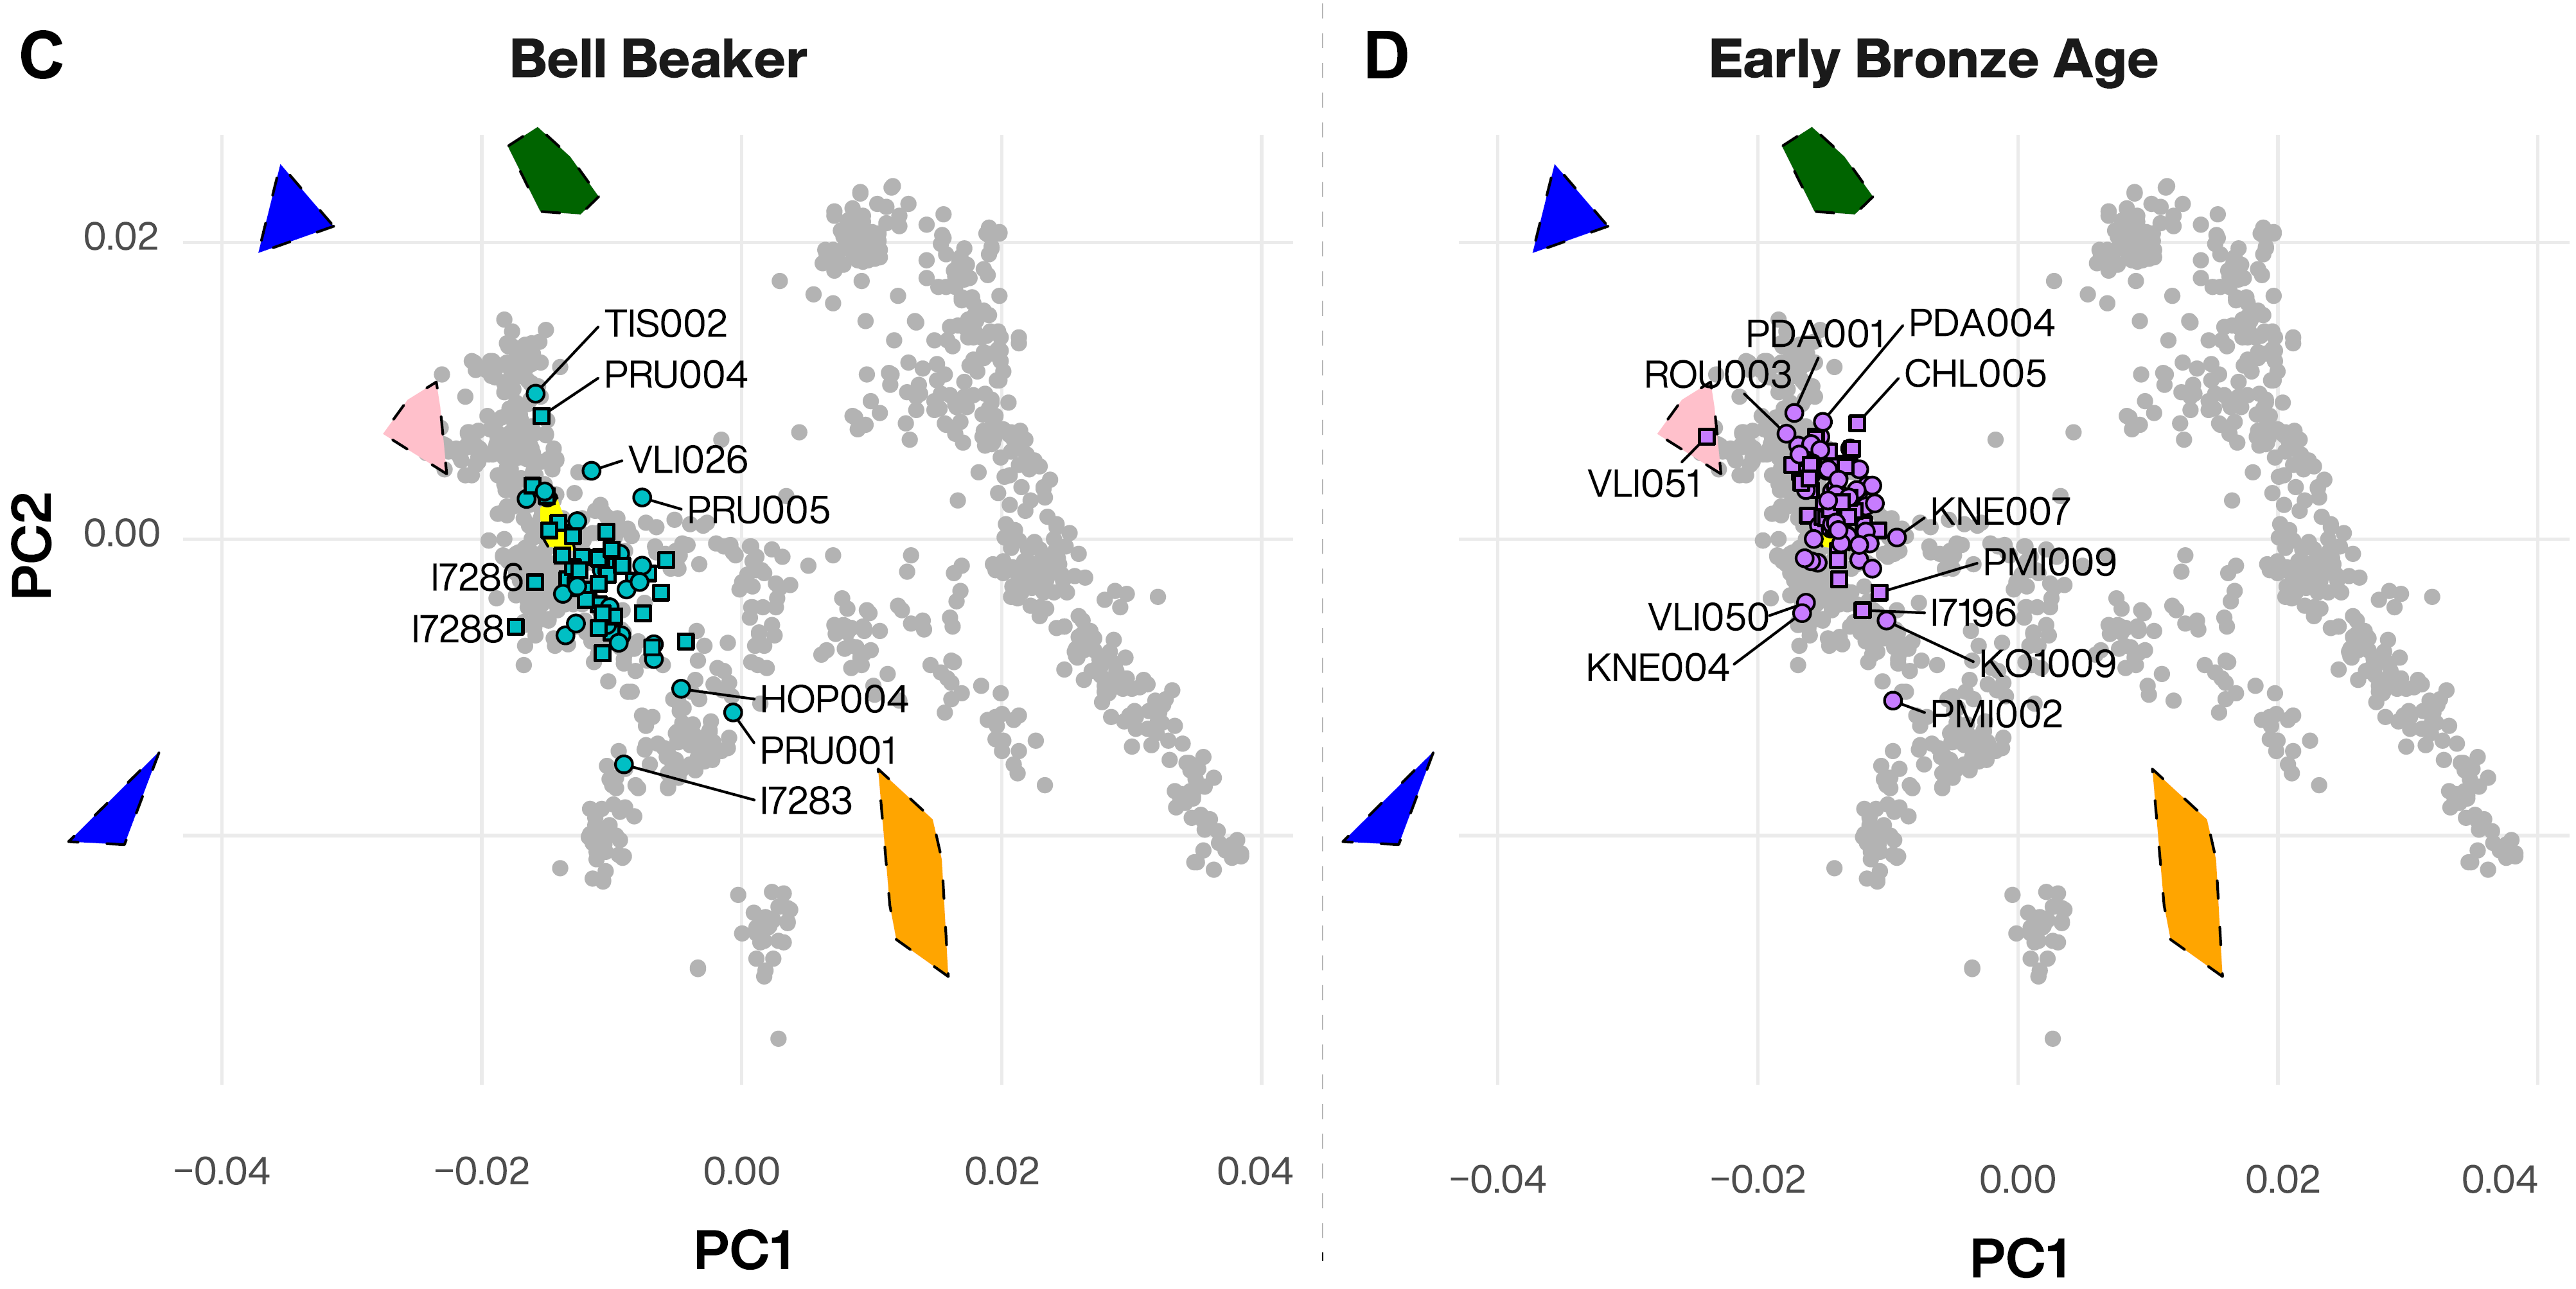 C
Bell Beaker
D
Early Bronze Age
0.02
0.00
PC2
TIS002
PRU004
VLI026
PRU005
I7286
I7288
HOP004
PRU001
I7283
−0.04
−0.02
0.00
0.02
0.04
PC1
PDA001
PDA004
ROU003
CHL005
VLI051
KNE007
PMI009
VLI050
I7196
KNE004
KO1009
PMI002
−0.04
−0.02
0.00
0.02
0.04
PC1